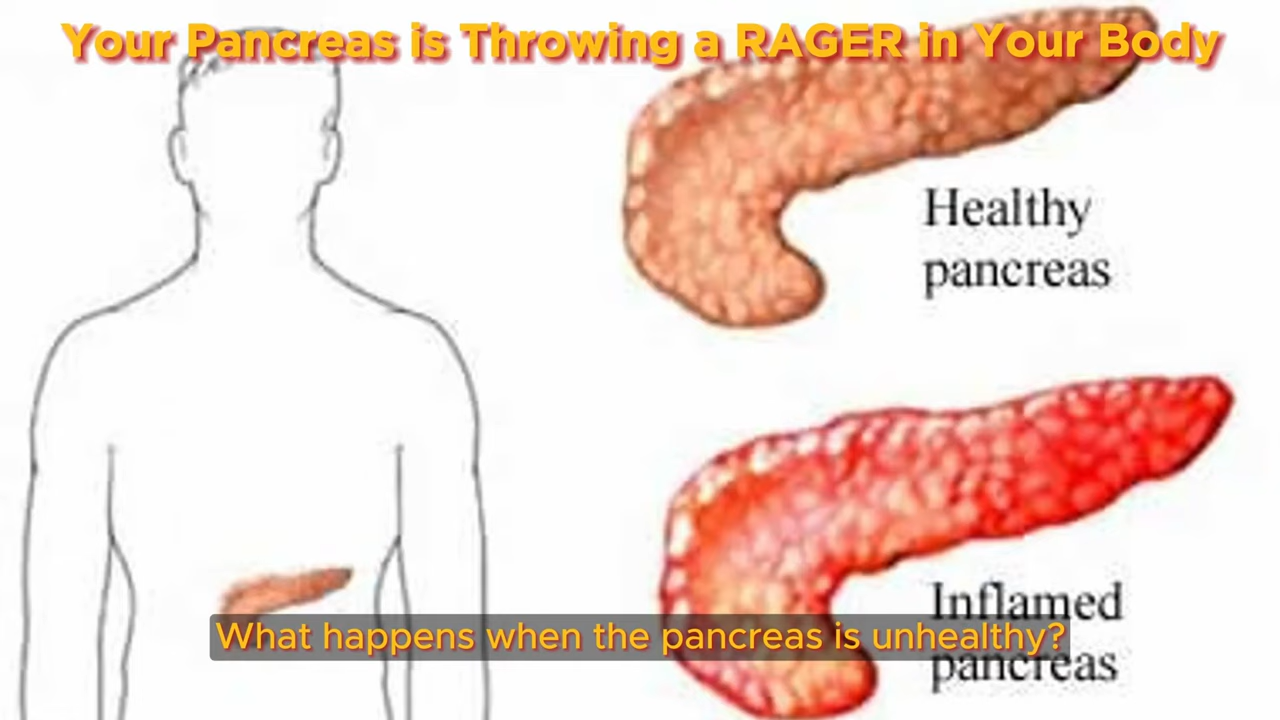 Your Pancreas is Throwing a RAGER in Your Body
Healthy
pancreas
Inflamed
pancreas
What happens when the pancreas is unhealthy?